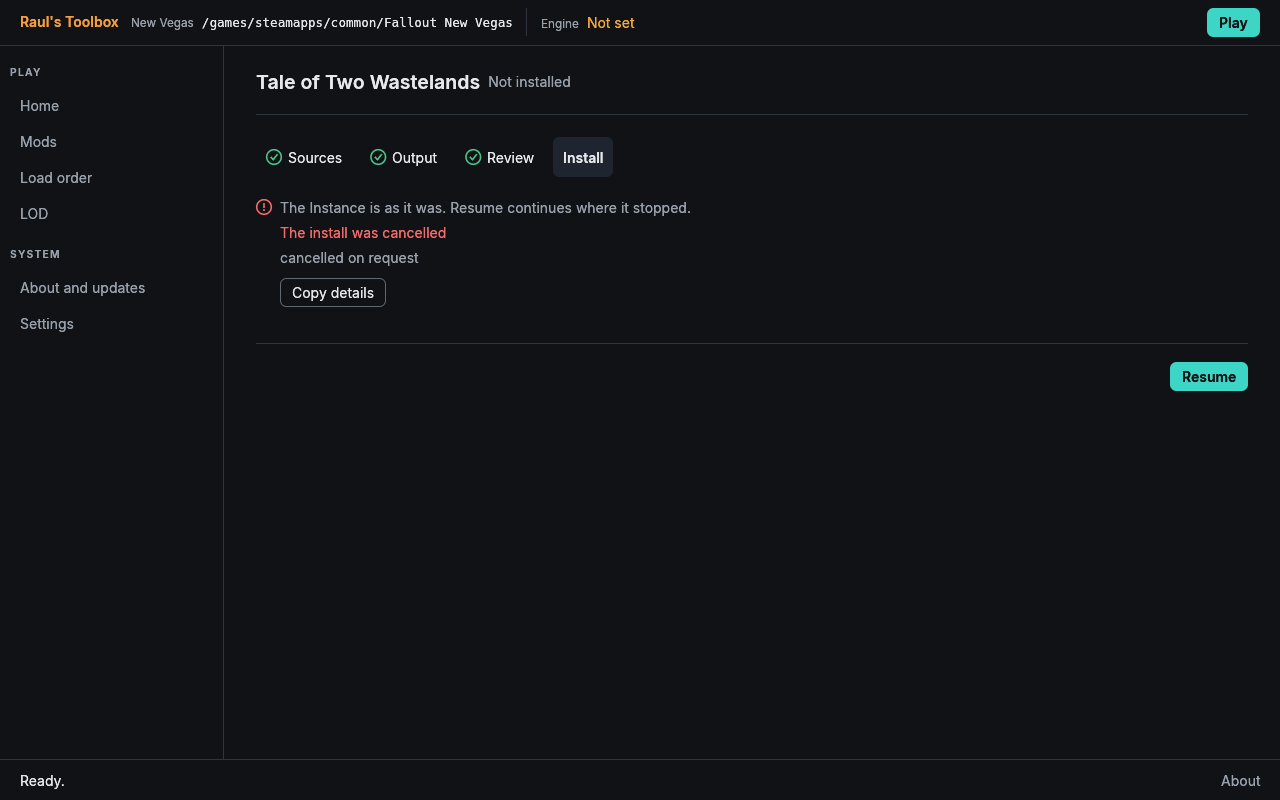 Raul's Toolbox New Vegas /games/steamapps/common/Fallout New Vegas Engine Not set Play
PLAY
Home
Mods
Load order
LOD
SYSTEM
About and updates
Settings
Tale of Two Wastelands Not installed
Sources Output Review Install
The Instance is as it was. Resume continues where it stopped.
The install was cancelled
cancelled on request
Copy details
Resume
Ready. About